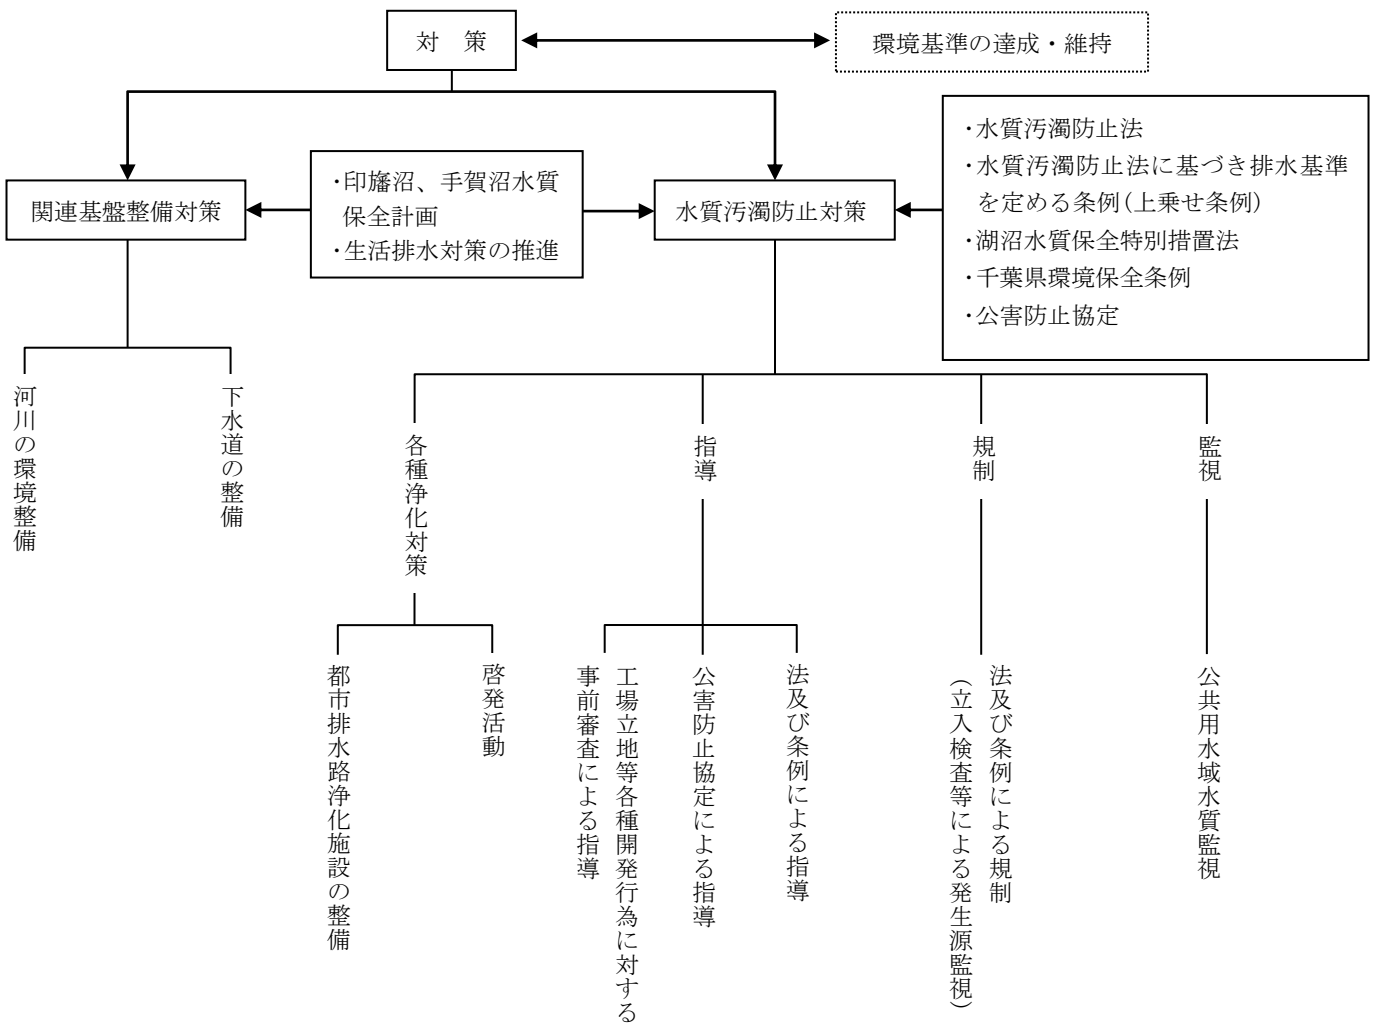 対　策
環境基準の達成・維持
・水質汚濁防止法
・水質汚濁防止法に基づき排水基準
を定める条例(上乗せ条例)
・湖沼水質保全特別措置法
・千葉県環境保全条例
・公害防止協定
関連基盤整備対策
・印旛沼、手賀沼水質
保全計画
・生活排水対策の推進
水質汚濁防止対策
河川の環境整備
下水道の整備
各種浄化対策
指導
規制
監視
都市排水路浄化施設の整備
啓発活動
工場立地等各種開発行為に対する
事前審査による指導
公害防止協定による指導
法及び条例による指導
法及び条例による規制
(立入検査等による発生源監視)
公共用水域水質監視